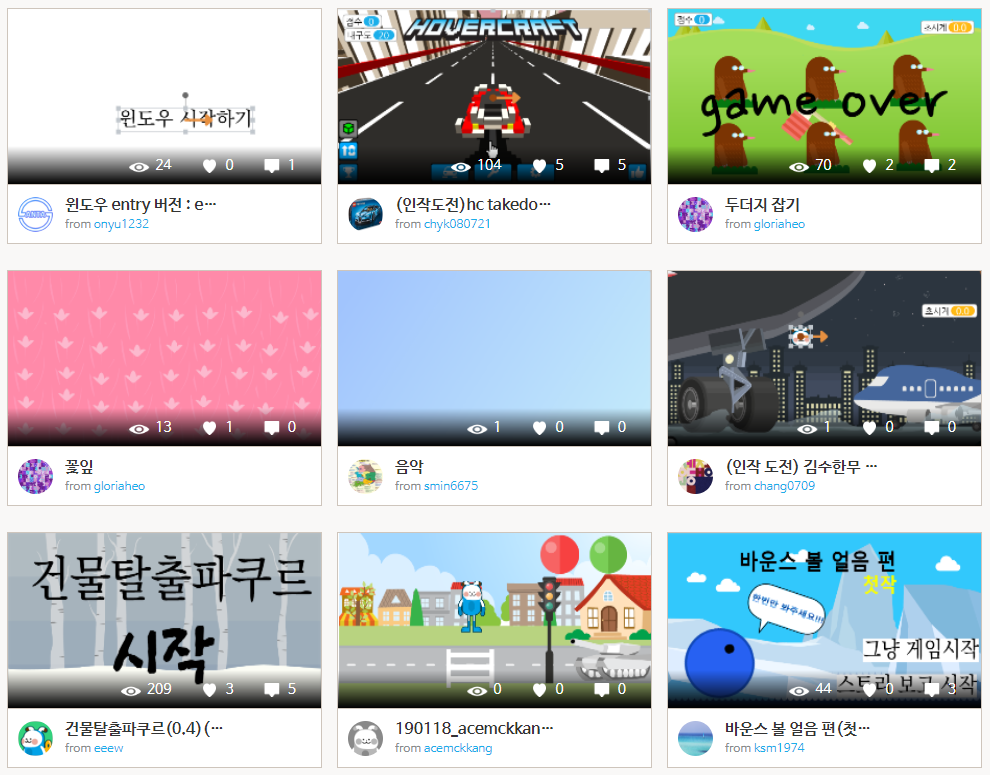 윈도우 시작하기
24 0 1
윈도우 entry 버전 : e…
from onyu1232
점수 0
내구도 20
HOVERCRAFT
104 5 5
(인작도전)hc takedo…
from chyk080721
점수 0
초시계 0.0
game over
70 2 2
두더지 잡기
from gloriaheo
13 1 0
꽃잎
from gloriaheo
1 0 0
음악
from smin6675
초시계 0.0
1 0 0
(인작 도전) 김수한무 …
from chang0709
건물탈출파쿠르
시작
209 3 5
건물탈출파쿠르(0,4) (…
from eeew
0 0 0
190118_acemckkan…
from acemckkang
바운스 볼 얼음 편
첫작
한번만 봐주세요!!!
그냥 게임시작
스토리 보고 시작
44 0 3
바운스 볼 얼음 편(첫…
from ksm1974